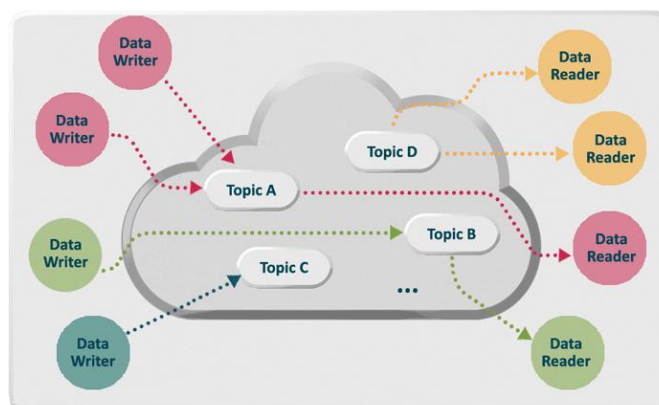 Data
Writer
Data
Writer
Data
Writer
Data
Writer
Topic A
Topic B
Topic C
Topic D
...
Data
Reader
Data
Reader
Data
Reader
Data
Reader